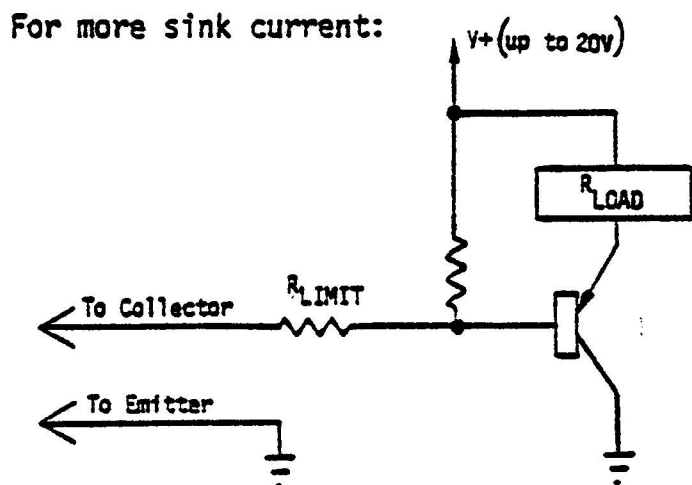 For more sink current:
V+(up to 20V)
RLOAD
RLIMIT
To Collector
To Emitter